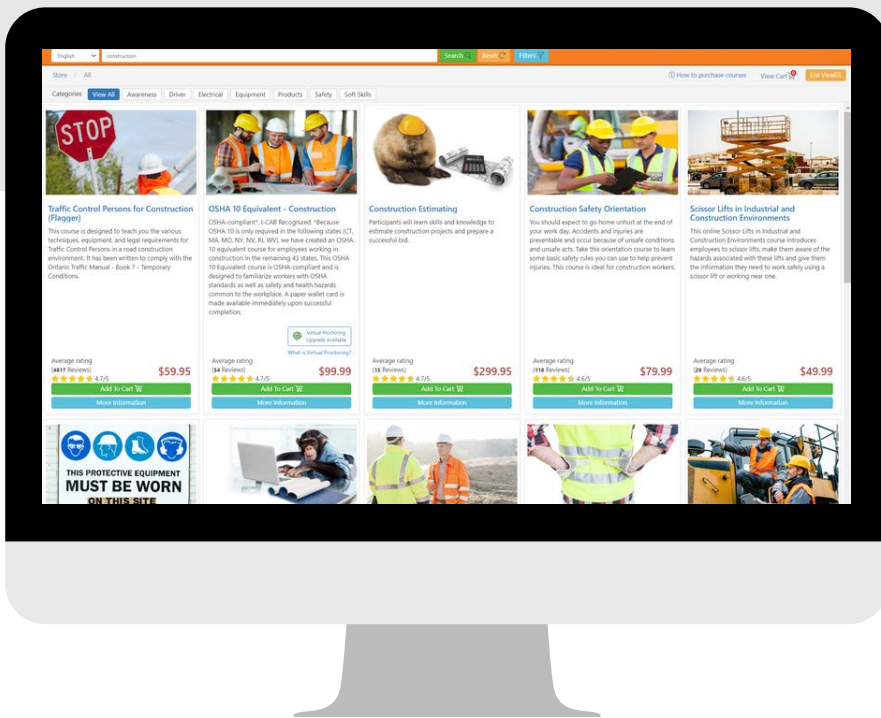 English
construction
Search
Reset
Filters
Store / All
How to purchase courses
View Cart
List View
Categories
View All
Awareness
Driver
Electrical
Equipment
Products
Safety
Soft Skills
STOP
Traffic Control Persons for Construction
(Flagger)
This course is designed to teach you the various
techniques, equipment, and legal requirements for
Traffic Control Persons in a road construction
environment. It has been written to comply with the
Ontario Traffic Manual - Book 7 - Temporary
Conditions.
Average rating
(4817 Reviews)
4.7/5
$59.95
Add To Cart
More Information
OSHA 10 Equivalent - Construction
OSHA-compliant*. I-CAB Recognized. *Because
OSHA 10 is only required in the following states (CT,
MA, MO, NY, NV, RI, WV), we have created an OSHA
10 equivalent course for employees working in
construction in the remaining 43 states. This OSHA
10 Equivalent course is OSHA-compliant and is
designed to familiarize workers with OSHA
standards as well as safety and health hazards
common to the workplace. A paper wallet card is
made available immediately upon successful
completion.
Virtual Proctoring
Upgrade Available
What is Virtual Proctoring?
Average rating
(54 Reviews)
4.7/5
$99.99
Add To Cart
More Information
Construction Estimating
Participants will learn skills and knowledge to
estimate construction projects and prepare a
successful bid.
Average rating
(15 Reviews)
4.7/5
$299.95
Add To Cart
More Information
Construction Safety Orientation
You should expect to go home unhurt at the end of
your work day. Accidents and injuries are
preventable and occur because of unsafe conditions
and unsafe acts. Take this orientation course to learn
some basic safety rules you can use to help prevent
injuries. This course is ideal for construction workers.
Average rating
(118 Reviews)
4.6/5
$79.99
Add To Cart
More Information
Scissor Lifts in Industrial and
Construction Environments
This online Scissor Lifts in Industrial and
Construction Environments course introduces
employees to scissor lifts, make them aware of the
hazards associated with these lifts and give them
the information they need to work safely using a
scissor lift or working near one.
Average rating
(29 Reviews)
4.6/5
$49.99
Add To Cart
More Information
THIS PROTECTIVE EQUIPMENT
MUST BE WORN
ON THIS SITE